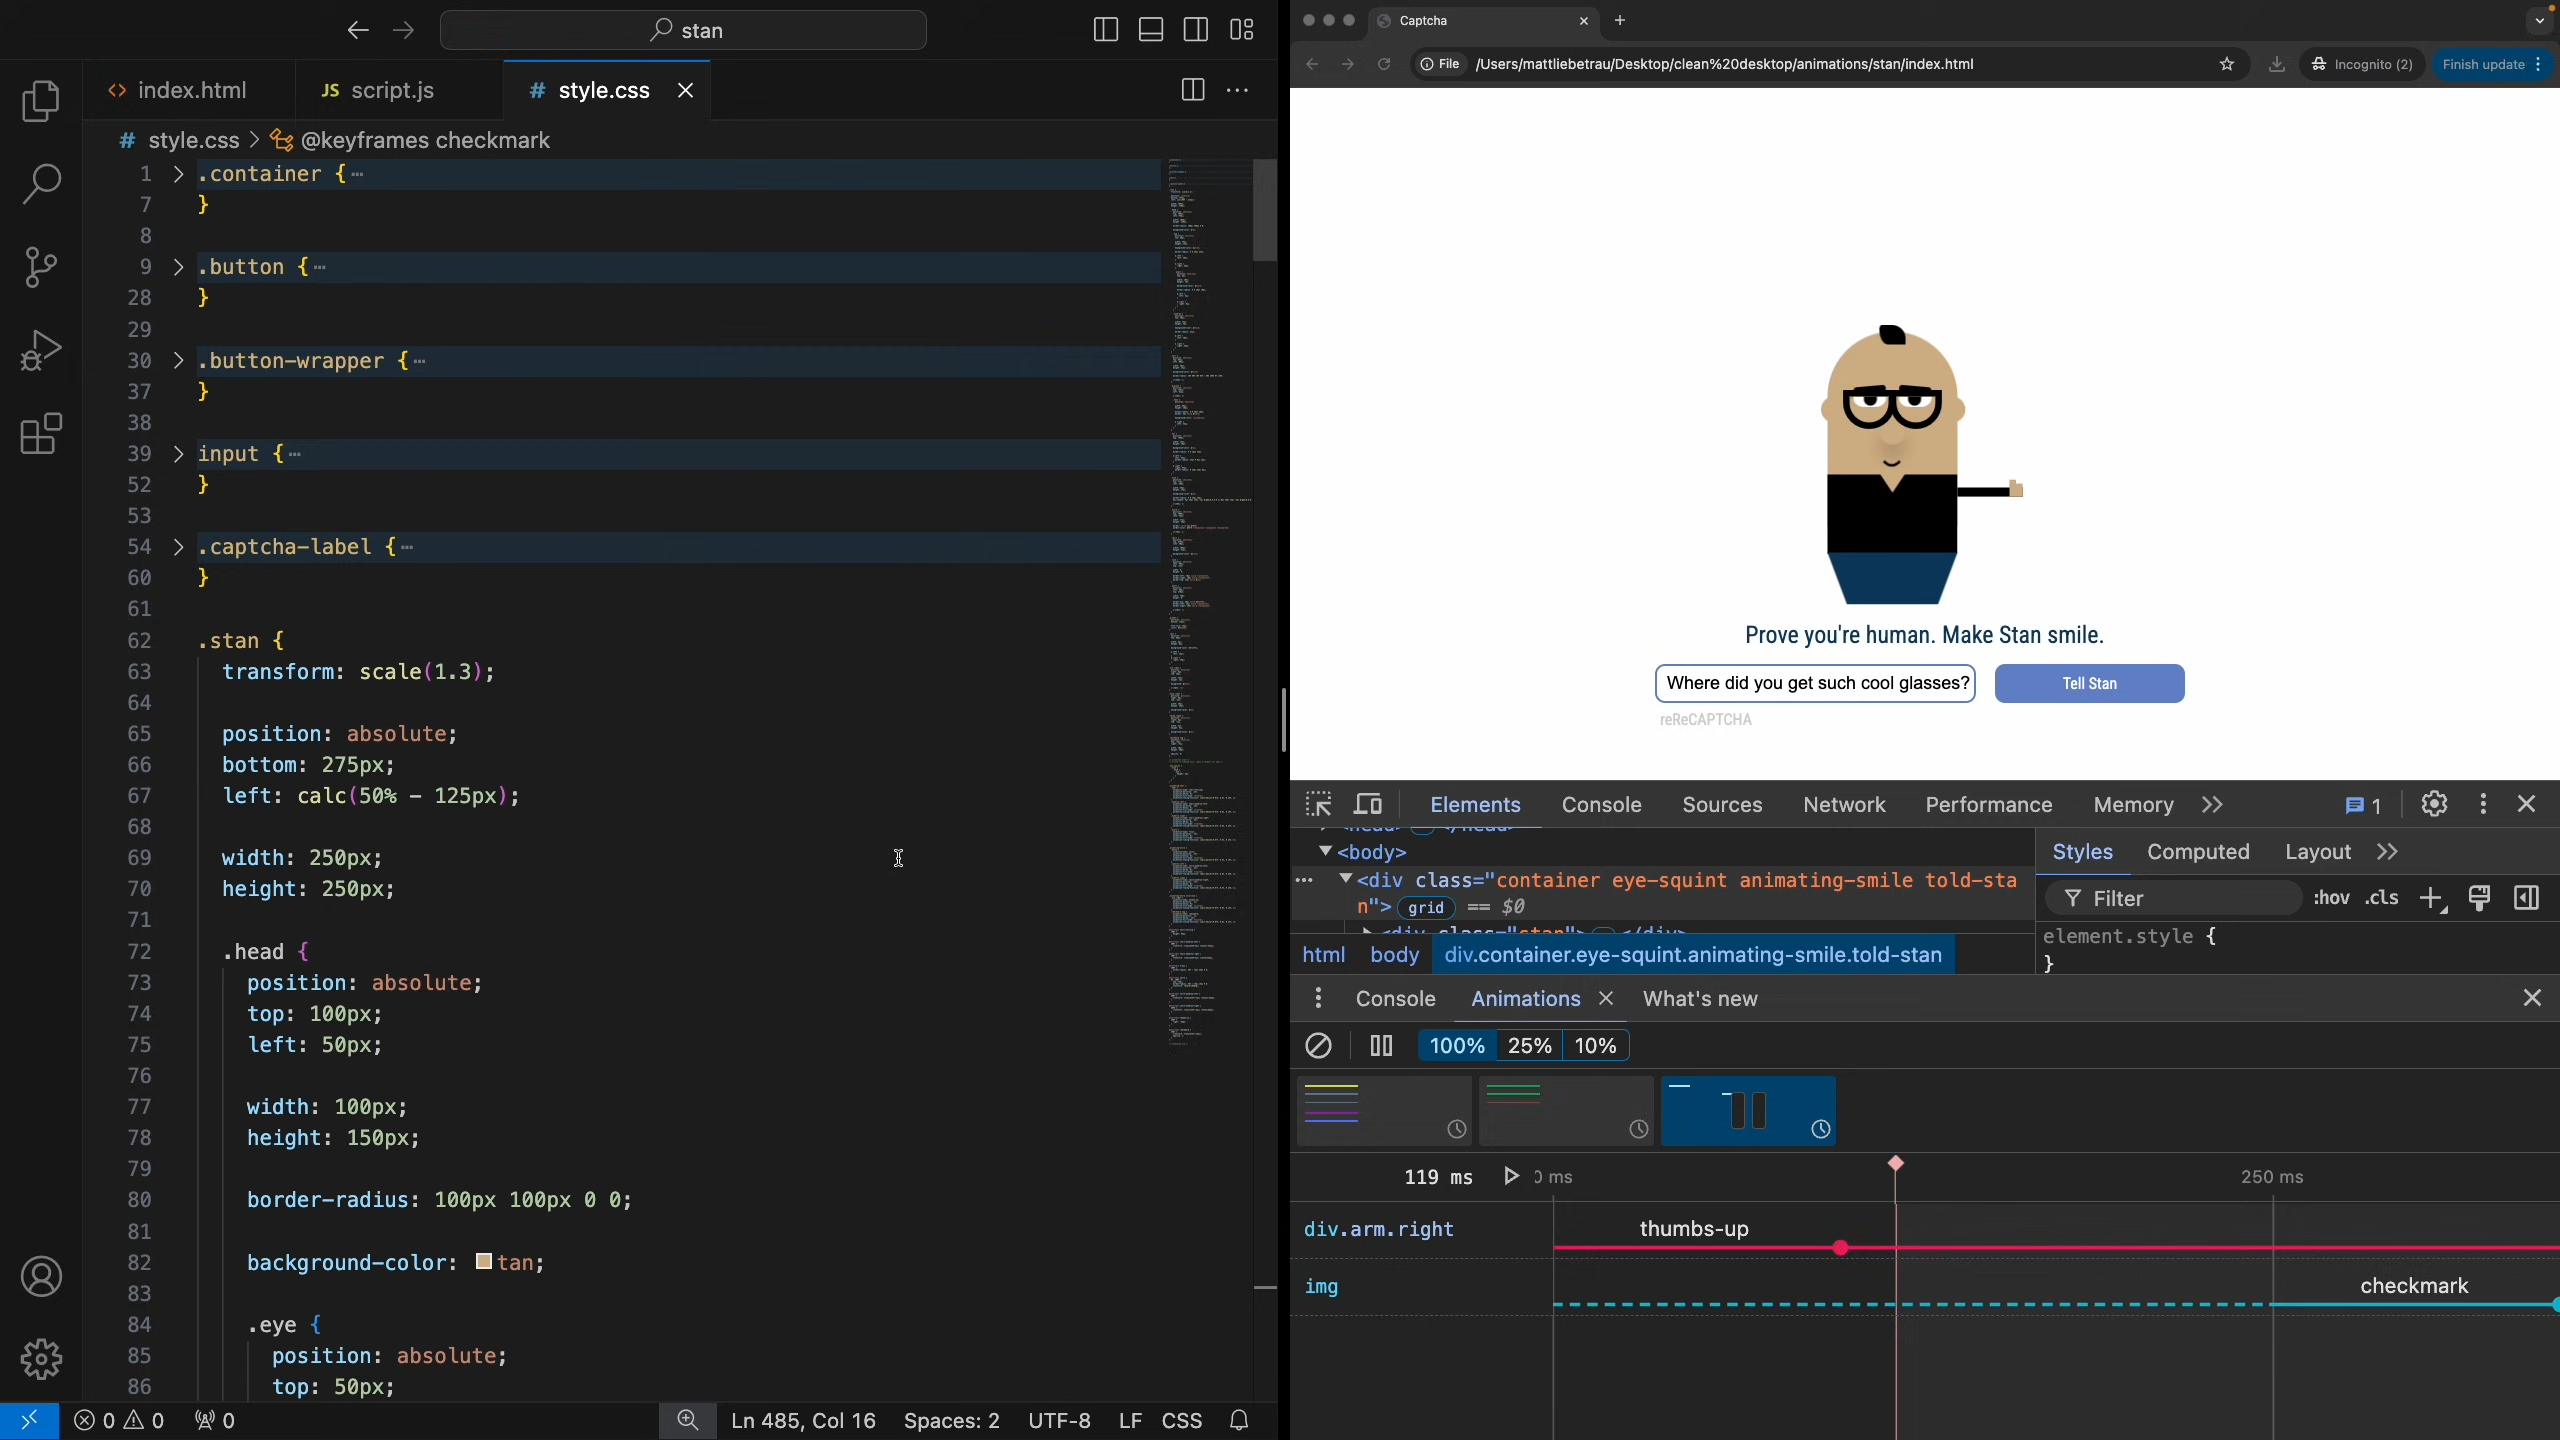 stan
index.html
JS script.js
# style.css
# style.css > @keyframes checkmark
1 .container {
7 }
8
9 .button {
28 }
29
30 .button-wrapper {
37 }
38
39 input {
52 }
53
54 .captcha-label {
60 }
61
62 .stan {
63 transform: scale(1.3);
64
65 position: absolute;
66 bottom: 275px;
67 left: calc(50% - 125px);
68
69 width: 250px;
70 height: 250px;
71
72 .head {
73 position: absolute;
74 top: 100px;
75 left: 50px;
76
77 width: 100px;
78 height: 150px;
79
80 border-radius: 100px 100px 0 0;
81
82 background-color: tan;
83
84 .eye {
85 position: absolute;
86 top: 50px;
0 0 0
Ln 485, Col 16 Spaces: 2 UTF-8 LF CSS
Captcha
File /Users/mattliebetrau/Desktop/clean%20desktop/animations/stan/index.html
Incognito (2)
Finish update
Prove you're human. Make Stan smile.
Where did you get such cool glasses?
Tell Stan
reReCAPTCHA
Elements Console Sources Network Performance Memory 1
<body>
<div class="container eye-squint animating-smile told-sta
n"> grid == $0
html body div.container.eye-squint.animating-smile.told-stan
Styles Computed Layout
Filter :hov .cls
element.style {
}
Console Animations What's new
100% 25% 10%
119 ms 0 ms 250 ms
div.arm.right thumbs-up
img checkmark